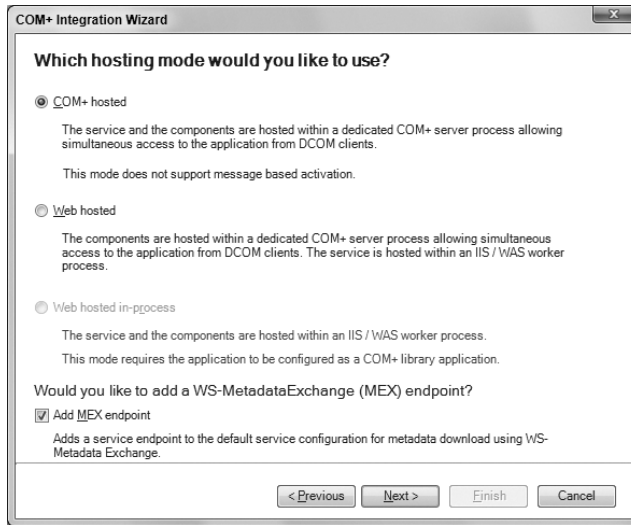 COM+ Integration Wizard
x
Which hosting mode would you like to use?
COM+ hosted
The service and the components are hosted within a dedicated COM+ server process allowing
simultaneous access to the application from DCOM clients.
This mode does not support message based activation.
Web hosted
The components are hosted within a dedicated COM+ server process allowing simultaneous
access to the application from DCOM clients. The service is hosted within an IIS / WAS worker
process.
Web hosted in-process
The service and the components are hosted within an IIS / WAS worker process.
This mode requires the application to be configured as a COM+ library application.
Would you like to add a WS-MetadataExchange (MEX) endpoint?
Add MEX endpoint
Adds a service endpoint to the default service configuration for metadata download using WS-
Metadata Exchange.
< Previous Next > Finish Cancel